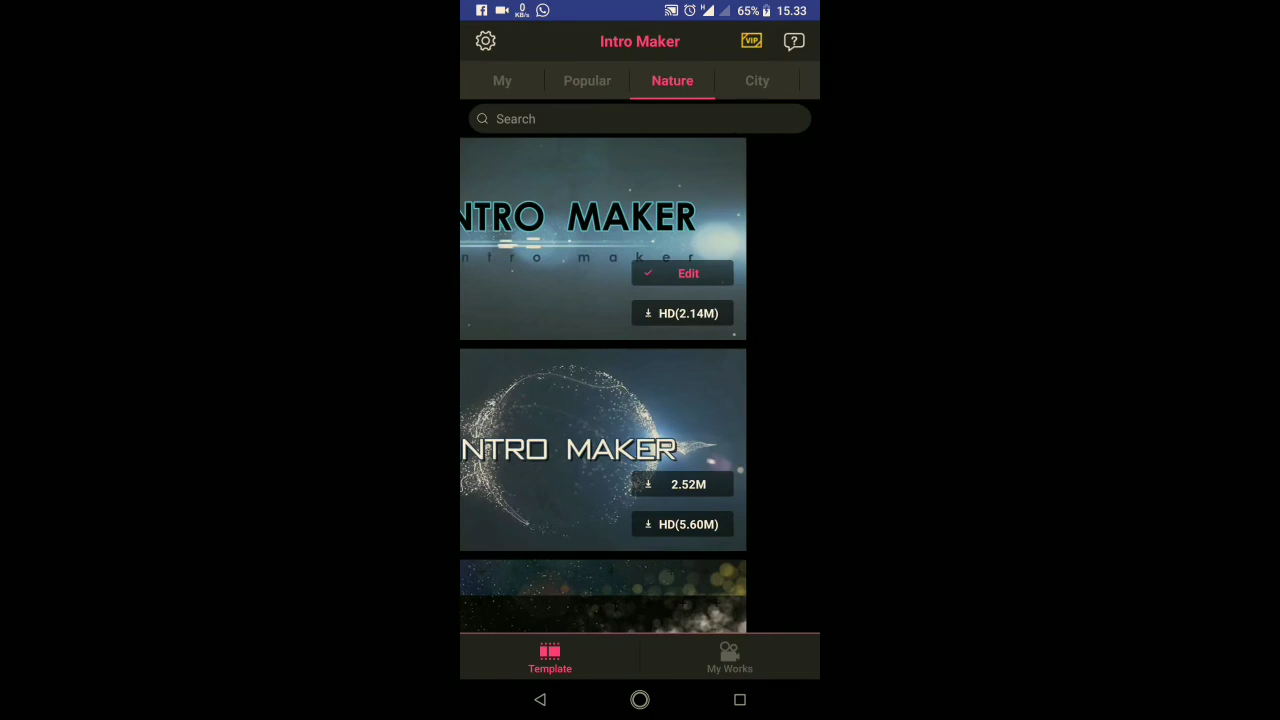 0 KB/s H 65% 15.33
Intro Maker VIP ?
My Popular Nature City
Search
NTRO MAKER
ntro maker
Edit
HD(2.14M)
NTRO MAKER
2.52M
HD(5.60M)
Template My Works